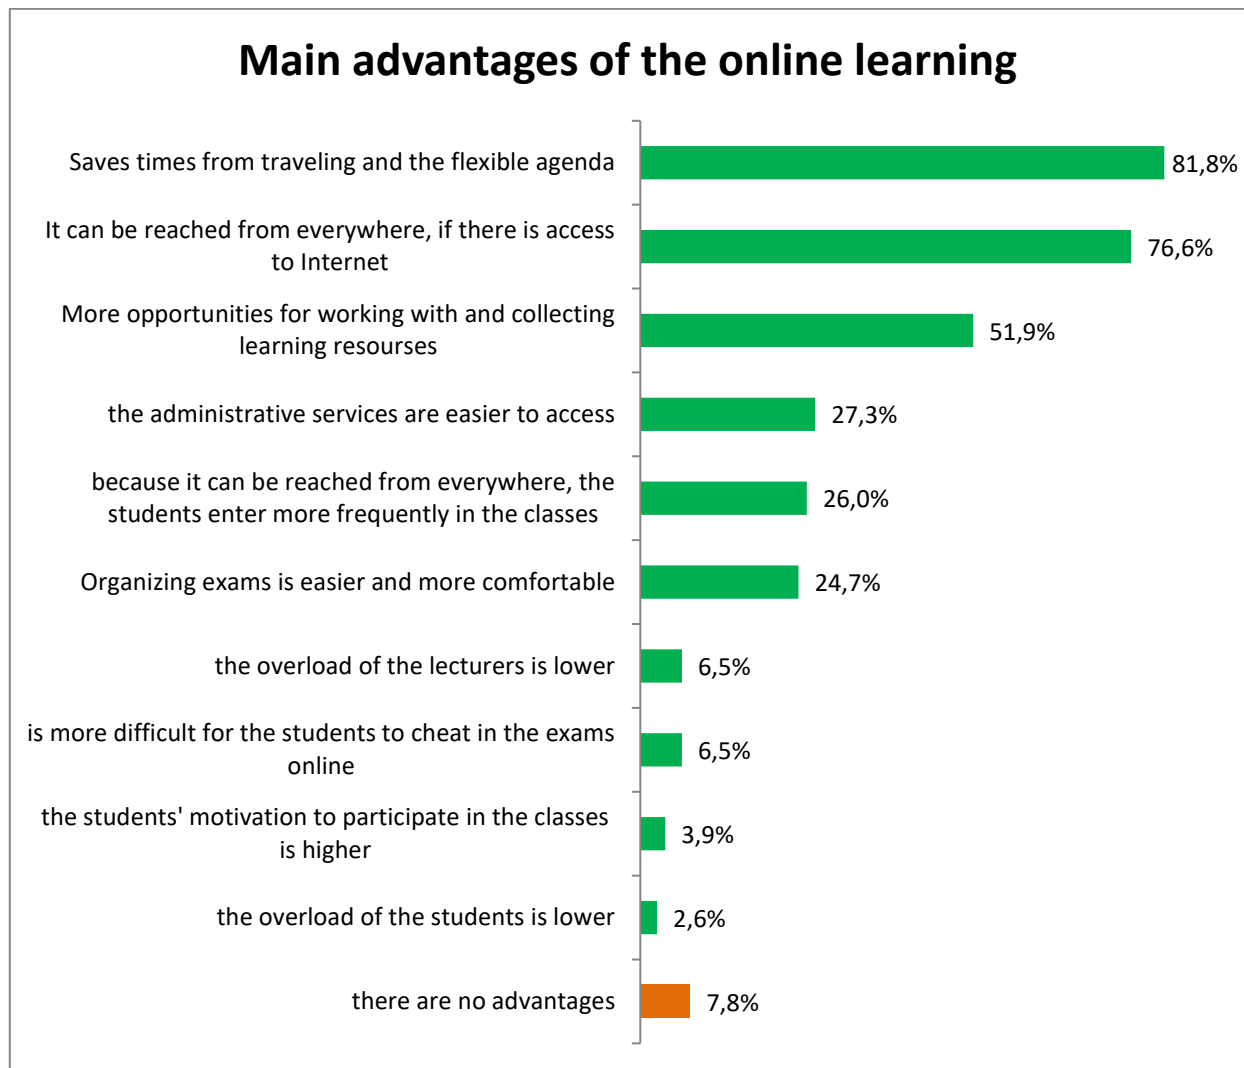 Main advantages of the online learning
Saves times from traveling and the flexible agenda
81,8%
It can be reached from everywhere, if there is access
to Internet
76,6%
More opportunities for working with and collecting
learning resourses
51,9%
the administrative services are easier to access
27,3%
because it can be reached from everywhere, the
students enter more frequently in the classes
26,0%
Organizing exams is easier and more comfortable
24,7%
the overload of the lecturers is lower
6,5%
is more difficult for the students to cheat in the exams
online
6,5%
the students' motivation to participate in the classes
is higher
3,9%
the overload of the students is lower
2,6%
there are no advantages
7,8%